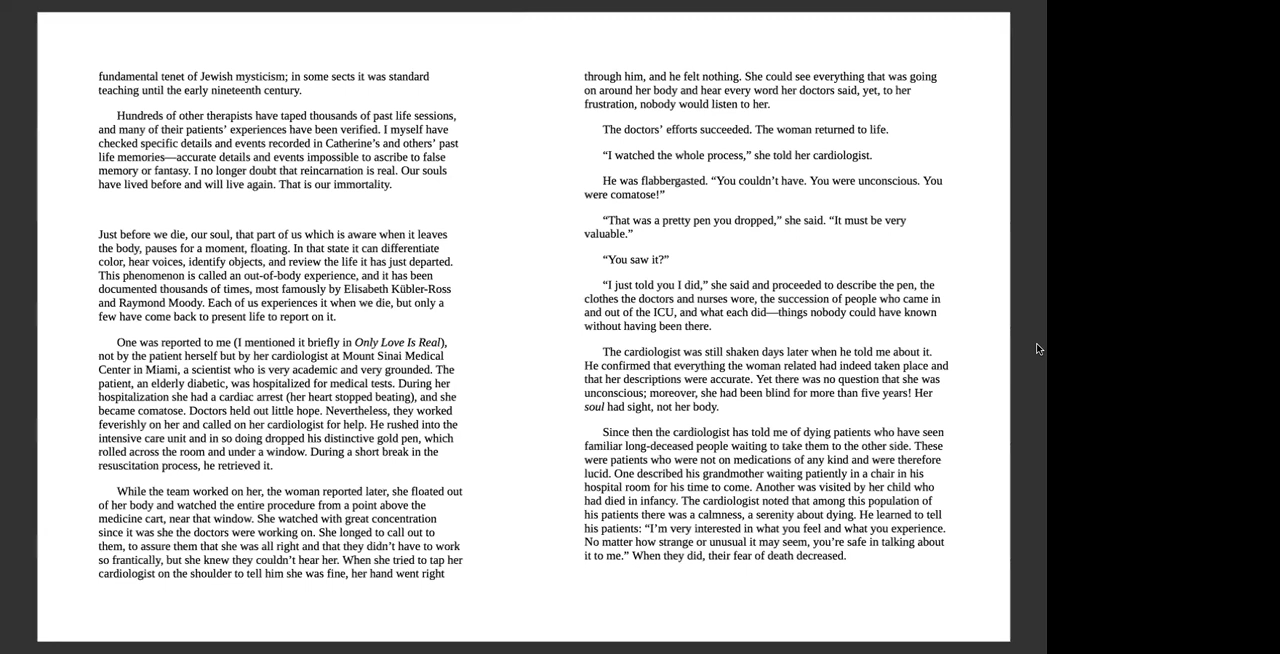 fundamental tenet of Jewish mysticism; in some sects it was standard
teaching until the early nineteenth century.
Hundreds of other therapists have taped thousands of past life sessions,
and many of their patients’ experiences have been verified. I myself have
checked specific details and events recorded in Catherine’s and others’ past
life memories—accurate details and events impossible to ascribe to false
memory or fantasy. I no longer doubt that reincarnation is real. Our souls
have lived before and will live again. That is our immortality.
Just before we die, our soul, that part of us which is aware when it leaves
the body, pauses for a moment, floating. In that state it can differentiate
color, hear voices, identify objects, and review the life it has just departed.
This phenomenon is called an out-of-body experience, and it has been
documented thousands of times, most famously by Elisabeth Kübler-Ross
and Raymond Moody. Each of us experiences it when we die, but only a
few have come back to present life to report on it.
One was reported to me (I mentioned it briefly in Only Love Is Real),
not by the patient herself but by her cardiologist at Mount Sinai Medical
Center in Miami, a scientist who is very academic and very grounded. The
patient, an elderly diabetic, was hospitalized for medical tests. During her
hospitalization she had a cardiac arrest (her heart stopped beating), and she
became comatose. Doctors held out little hope. Nevertheless, they worked
feverishly on her and called on her cardiologist for help. He rushed into the
intensive care unit and in so doing dropped his distinctive gold pen, which
rolled across the room and under a window. During a short break in the
resuscitation process, he retrieved it.
While the team worked on her, the woman reported later, she floated out
of her body and watched the entire procedure from a point above the
medicine cart, near that window. She watched with great concentration
since it was she the doctors were working on. She longed to call out to
them, to assure them that she was all right and that they didn’t have to work
so frantically, but she knew they couldn’t hear her. When she tried to tap her
cardiologist on the shoulder to tell him she was fine, her hand went right
through him, and he felt nothing. She could see everything that was going
on around her body and hear every word her doctors said, yet, to her
frustration, nobody would listen to her.
The doctors’ efforts succeeded. The woman returned to life.
“I watched the whole process,” she told her cardiologist.
He was flabbergasted. “You couldn’t have. You were unconscious. You
were comatose!”
“That was a pretty pen you dropped,” she said. “It must be very
valuable.”
“You saw it?”
“I just told you I did,” she said and proceeded to describe the pen, the
clothes the doctors and nurses wore, the succession of people who came in
and out of the ICU, and what each did—things nobody could have known
without having been there.
The cardiologist was still shaken days later when he told me about it.
He confirmed that everything the woman related had indeed taken place and
that her descriptions were accurate. Yet there was no question that she was
unconscious; moreover, she had been blind for more than five years! Her
soul had sight, not her body.
Since then the cardiologist has told me of dying patients who have seen
familiar long-deceased people waiting to take them to the other side. These
were patients who were not on medications of any kind and were therefore
lucid. One described his grandmother waiting patiently in a chair in his
hospital room for his time to come. Another was visited by her child who
had died in infancy. The cardiologist noted that among this population of
his patients there was a calmness, a serenity about dying. He learned to tell
his patients: “I’m very interested in what you feel and what you experience.
No matter how strange or unusual it may seem, you’re safe in talking about
it to me.” When they did, their fear of death decreased.